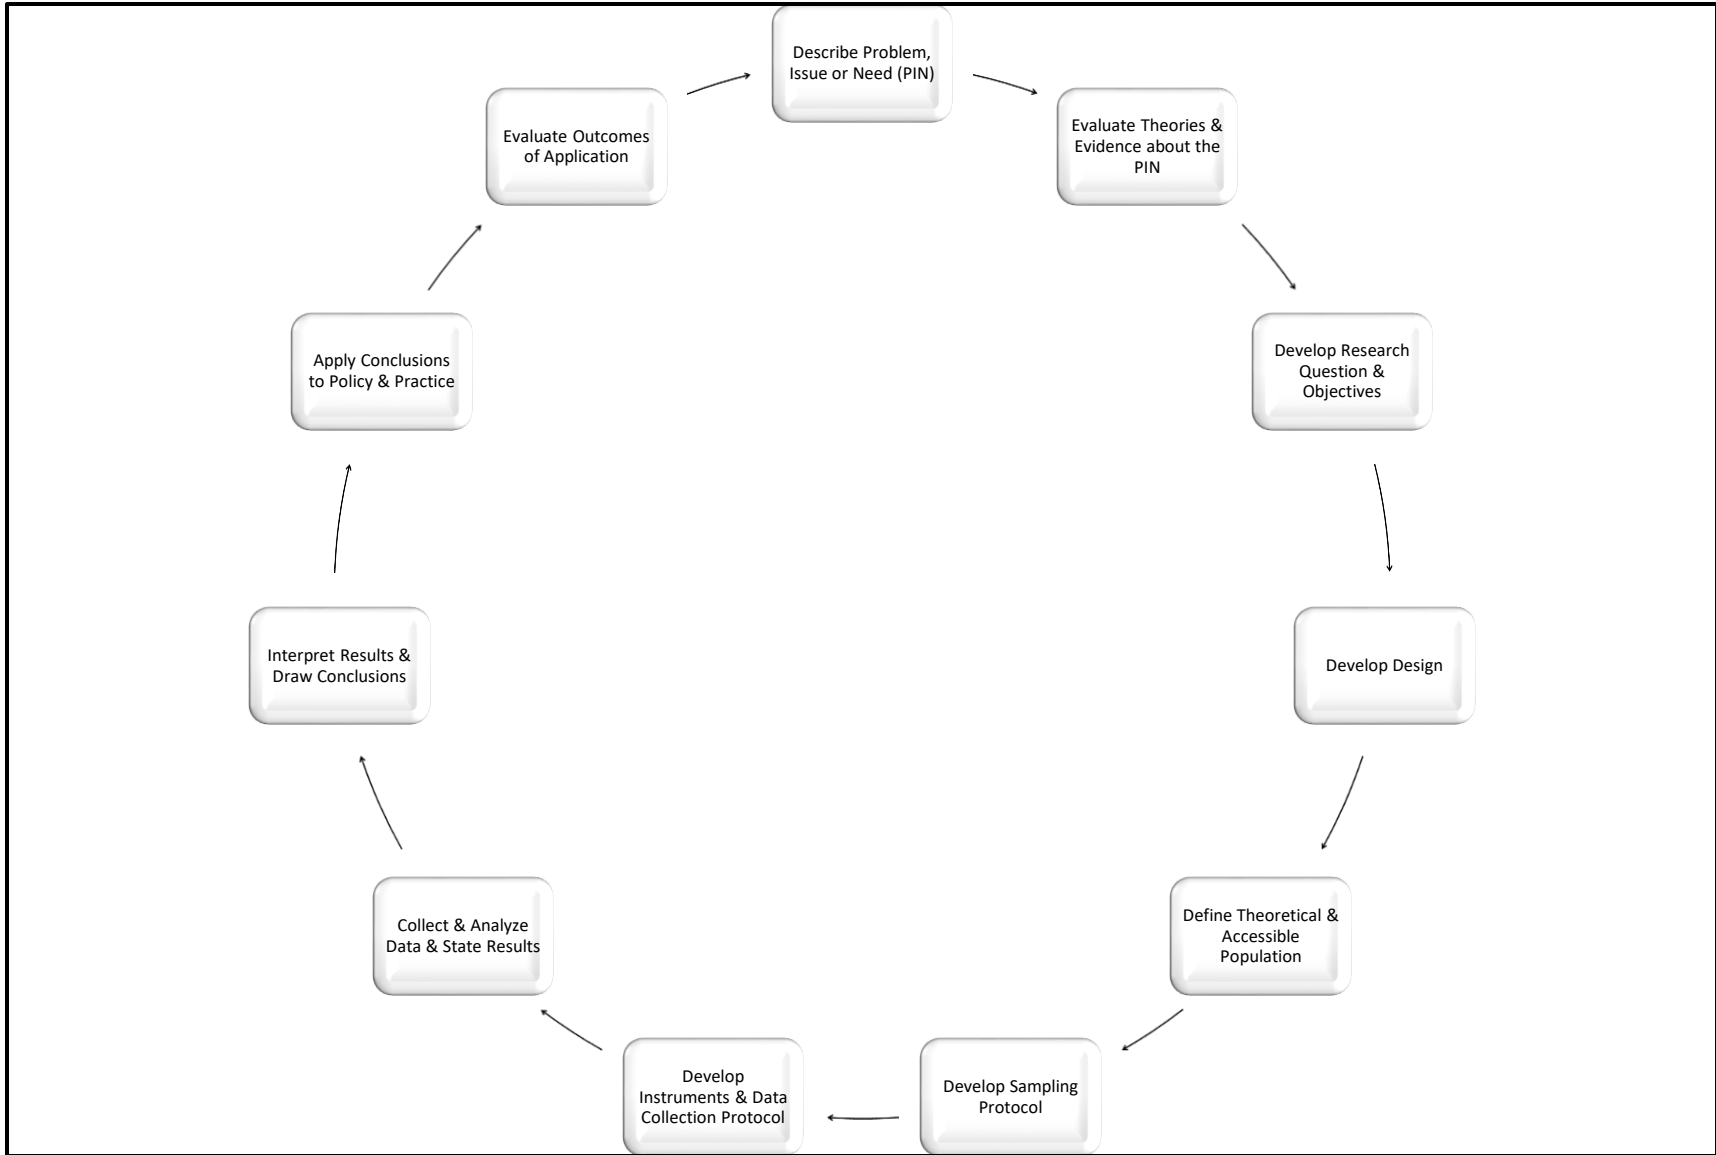 Describe Problem,
Issue or Need (PIN)
Evaluate Theories &
Evidence about the
PIN
Develop Research
Question &
Objectives
Develop Design
Define Theoretical &
Accessible
Population
Develop Sampling
Protocol
Develop
Instruments & Data
Collection Protocol
Collect & Analyze
Data & State Results
Interpret Results &
Draw Conclusions
Apply Conclusions
to Policy & Practice
Evaluate Outcomes
of Application